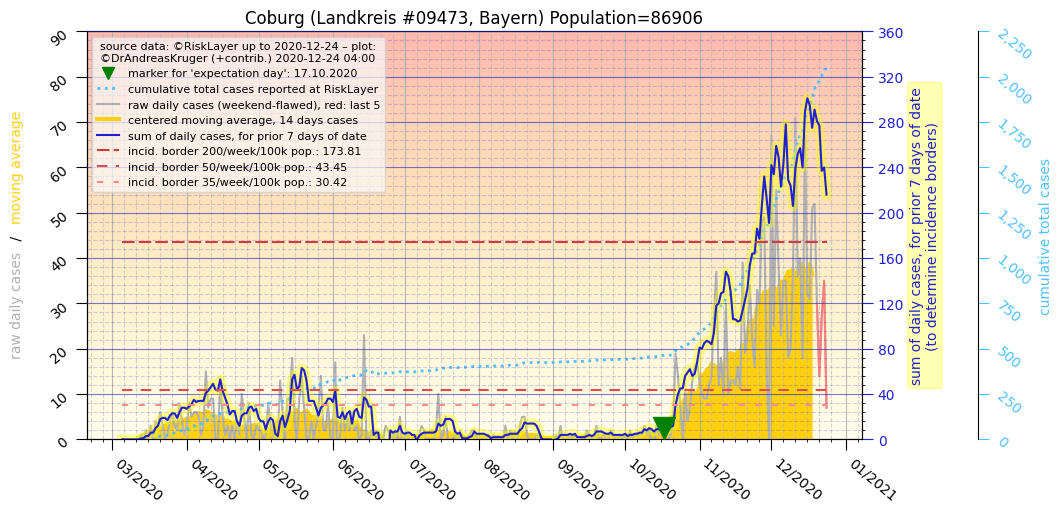 Coburg (Landkreis #09473, Bayern) Population=86906
source data: ©RiskLayer up to 2020-12-24 – plot:
©DrAndreasKruger (+contrib.) 2020-12-24 04:00
marker for 'expectation day': 17.10.2020
cumulative total cases reported at RiskLayer
raw daily cases (weekend-flawed), red: last 5
centered moving average, 14 days cases
sum of daily cases, for prior 7 days of date
incid. border 200/week/100k pop.: 173.81
incid. border 50/week/100k pop.: 43.45
incid. border 35/week/100k pop.: 30.42
raw daily cases / moving average
90
80
70
60
50
40
30
20
10
0
03/2020
04/2020
05/2020
06/2020
07/2020
08/2020
09/2020
10/2020
11/2020
12/2020
01/2021
360
320
280
240
200
160
120
80
40
0
sum of daily cases, for prior 7 days of date
(to determine incidence borders)
2,250
2,000
1,750
1,500
1,250
1,000
750
500
250
0
cumulative total cases